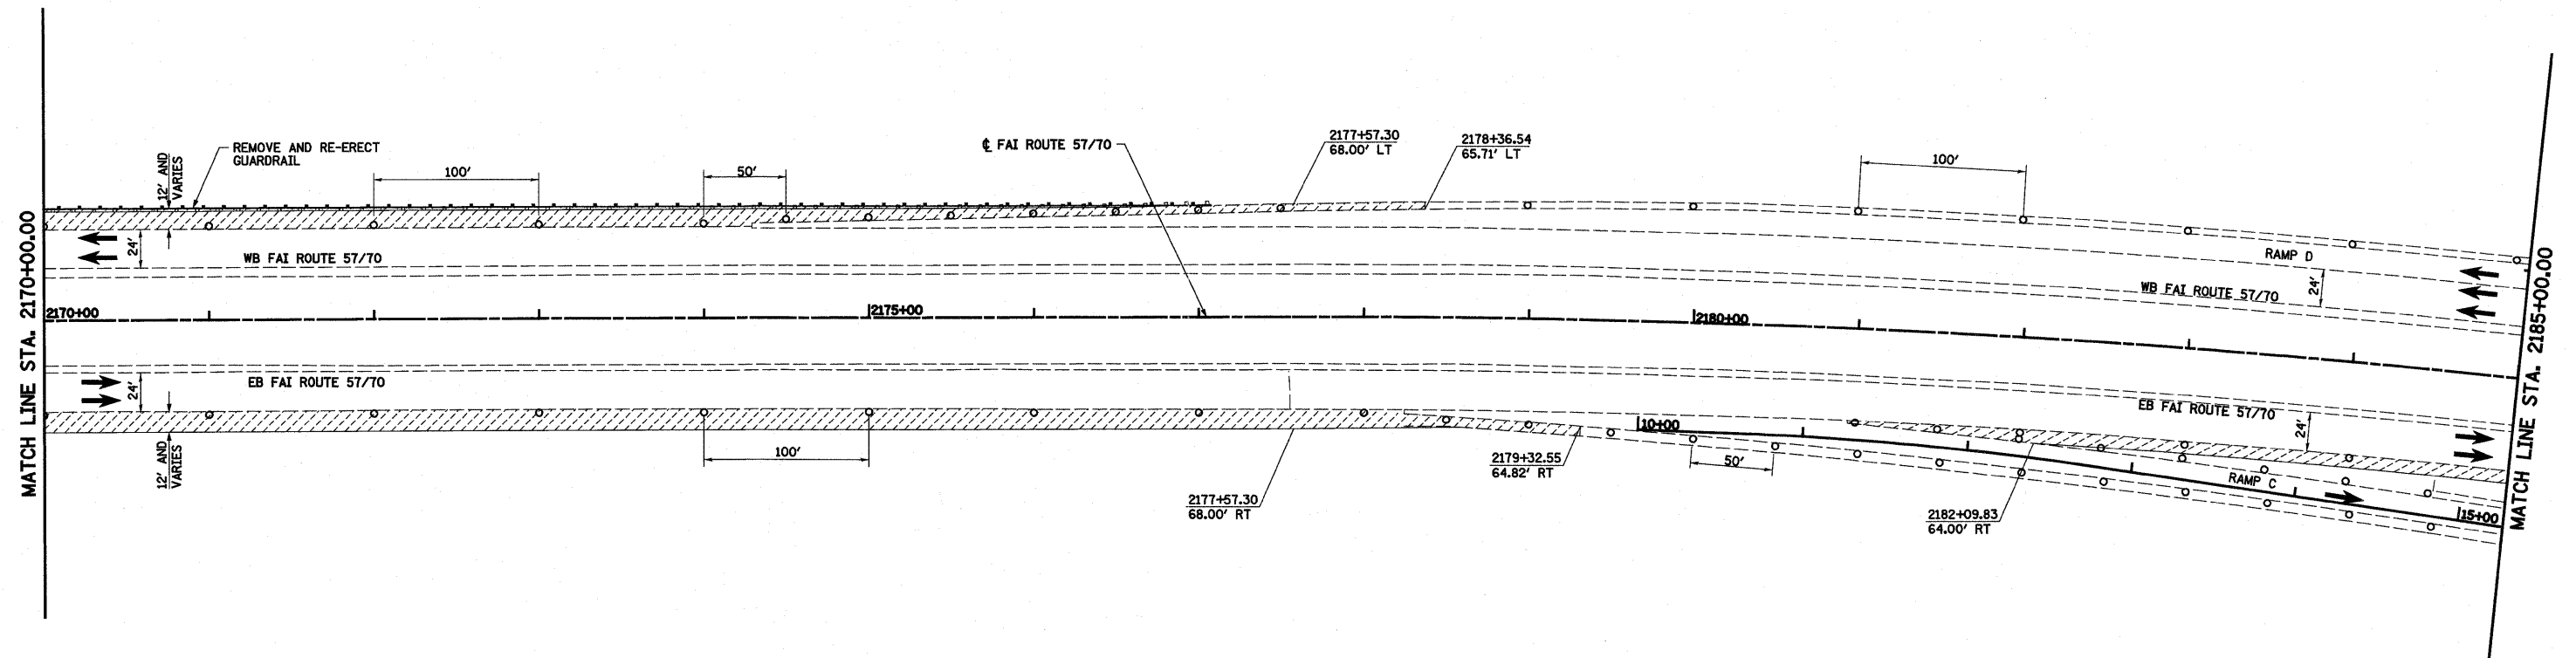 MATCH LINE STA. 2170+00.00
12' AND
VARIES
REMOVE AND RE-ERECT
GUARDRAIL
100'
50'
℄ FAI ROUTE 57/70
2177+57.30
68.00' LT
2178+36.54
65.71' LT
100'
24'
WB FAI ROUTE 57/70
RAMP D
24'
WB FAI ROUTE 57/70
2170+00
2175+00
2180+00
24'
EB FAI ROUTE 57/70
EB FAI ROUTE 57/70
24'
12' AND
VARIES
100'
10+00
50'
2179+32.55
64.82' RT
2177+57.30
68.00' RT
2182+09.83
64.00' RT
RAMP C
15+00
MATCH LINE STA. 2185+00.00